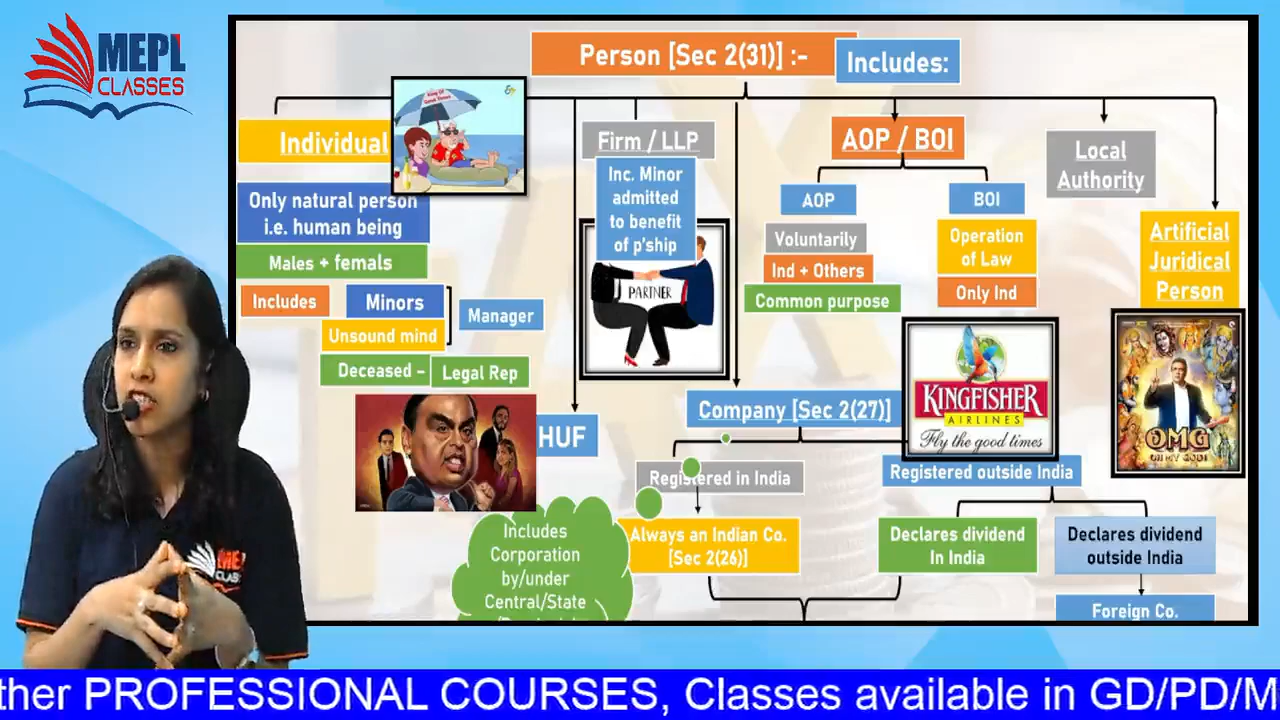 MEPL
CLASSES
Person [Sec 2(31)] :-
Includes:
Individual
Only natural person
i.e. human being
Males + femals
Includes
Minors
Unsound mind
Manager
Deceased –
Legal Rep
HUF
Firm / LLP
Inc. Minor
admitted
to benefit
of p'ship
PARTNER
AOP / BOI
AOP
Voluntarily
Ind + Others
Common purpose
BOI
Operation
of Law
Only Ind
Local
Authority
Artificial
Juridical
Person
KINGFISHER
AIRLINES
Fly the good times
OMG
OH MY GOD!
Company [Sec 2(27)]
Registered in India
Always an Indian Co.
[Sec 2(26)]
Includes
Corporation
by/under
Central/State
Registered outside India
Declares dividend
In India
Declares dividend
outside India
Foreign Co.
ther PROFESSIONAL COURSES, Classes available in GD/PD/M